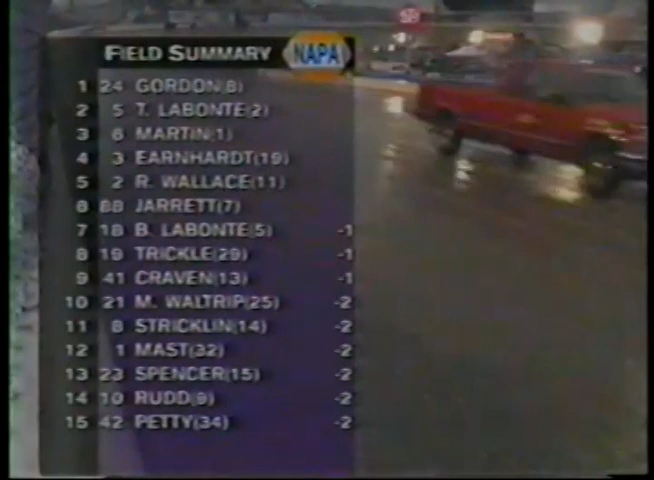 FIELD SUMMARY NAPA
1 24 GORDON(8)
2 5 T. LABONTE(2)
3 6 MARTIN(1)
4 3 EARNHARDT(19)
5 2 R. WALLACE(11)
6 88 JARRETT(7)
7 18 B. LABONTE(5) -1
8 19 TRICKLE(29) -1
9 41 CRAVEN(13) -1
10 21 M. WALTRIP(25) -2
11 8 STRICKLIN(14) -2
12 1 MAST(32) -2
13 23 SPENCER(15) -2
14 10 RUDD(9) -2
15 42 PETTY(34) -2